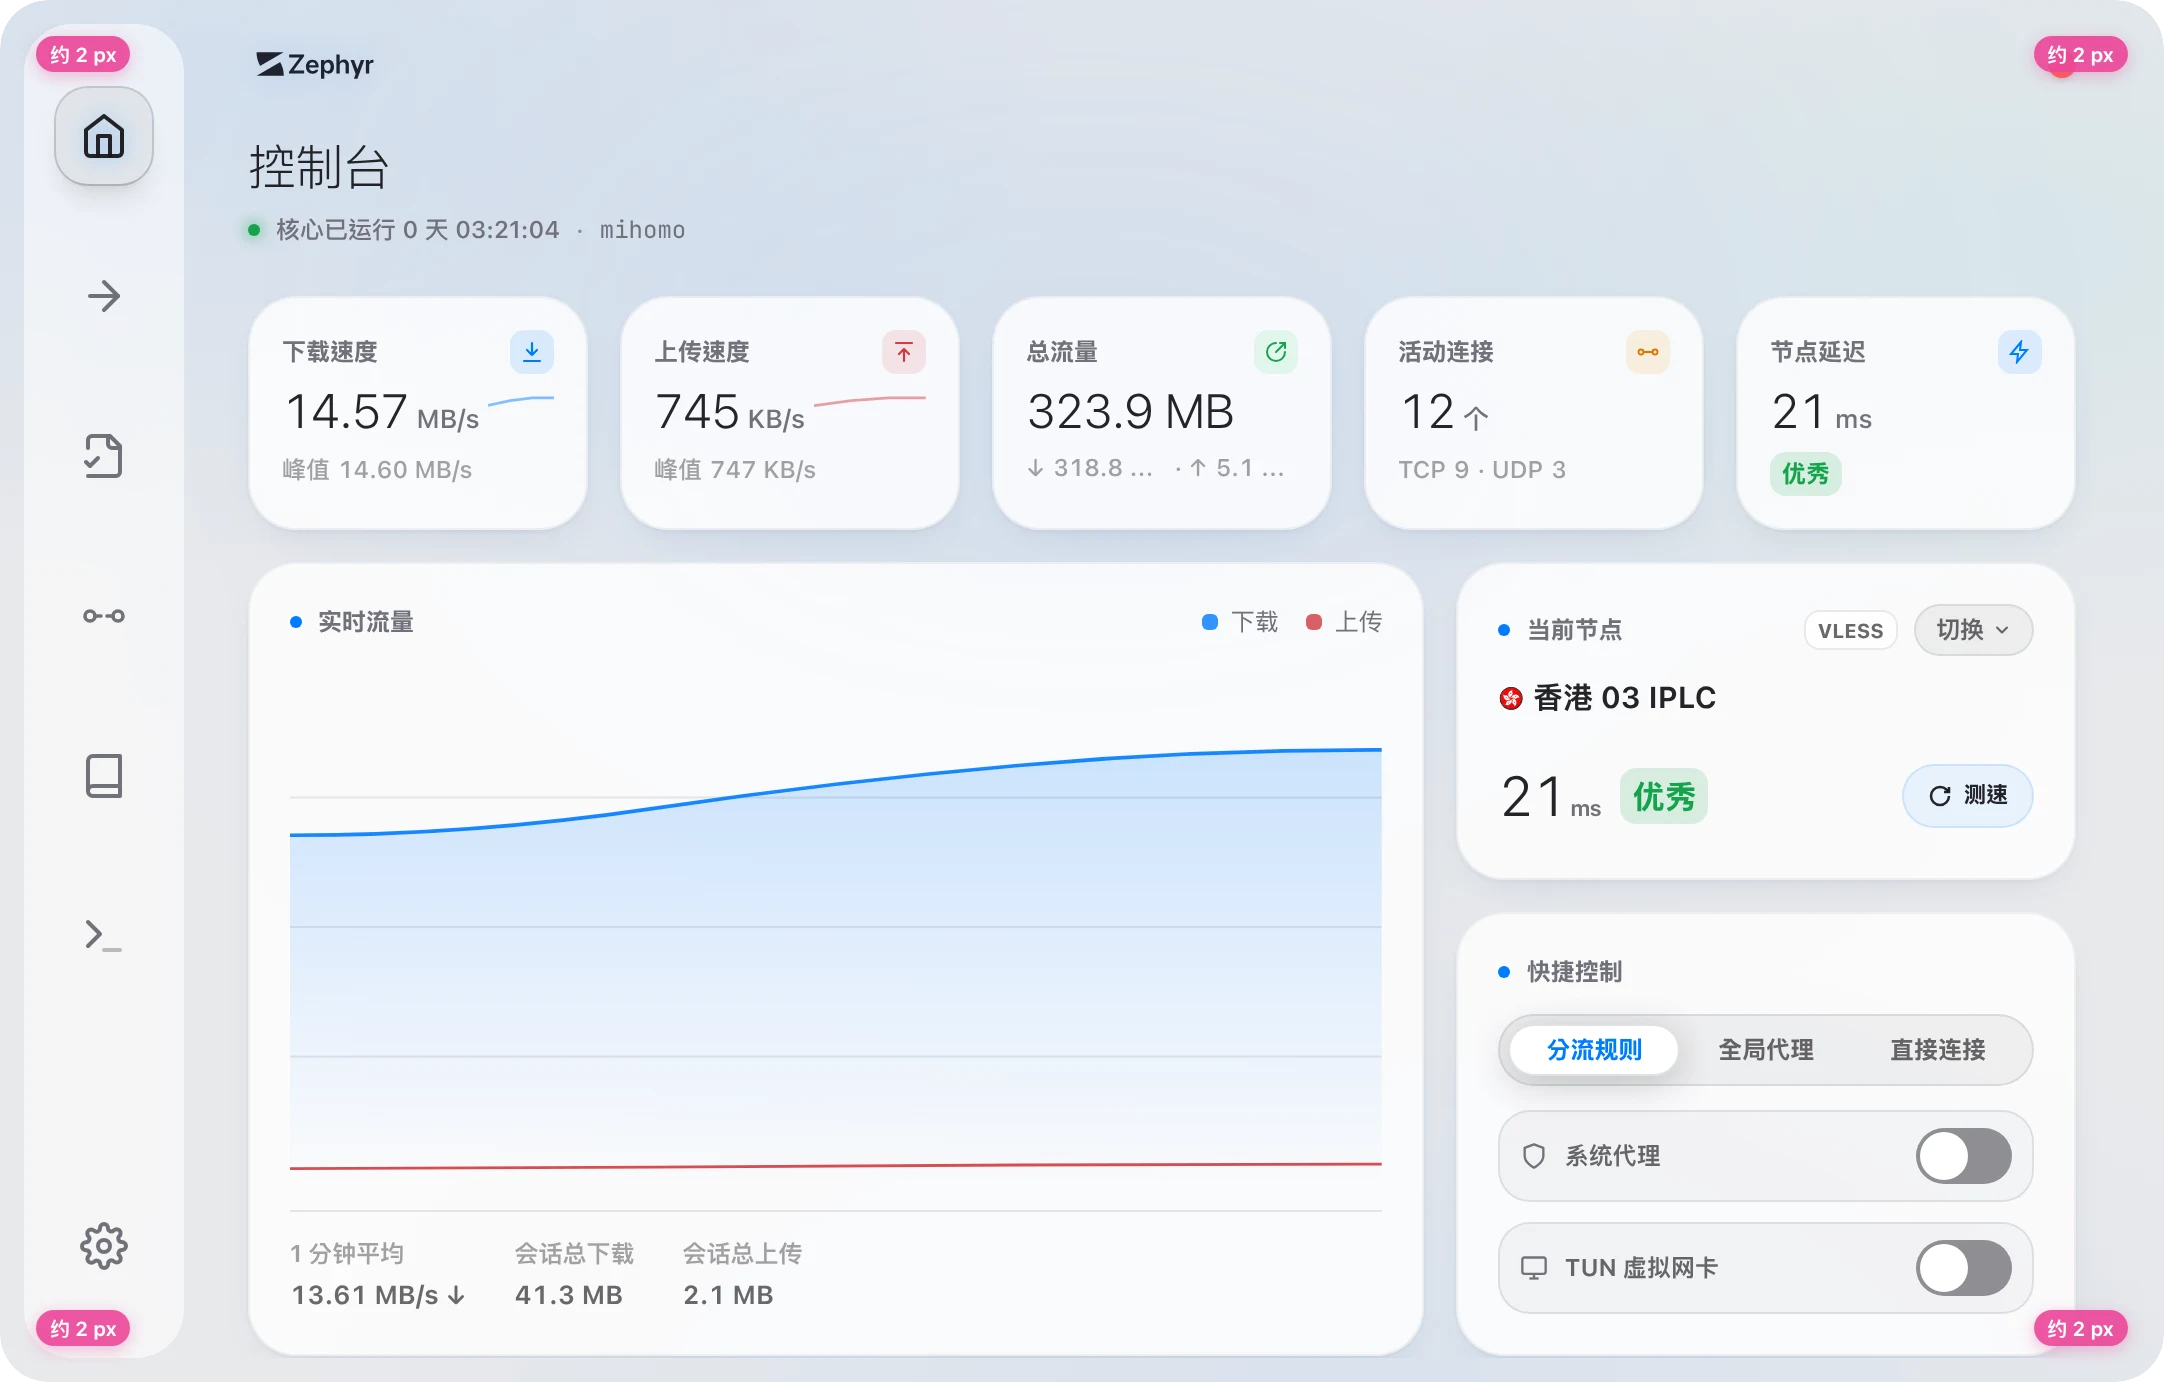 约 2 px
约 2 px
Zephyr
控制台
核心已运行 0 天 03:21:04 · mihomo
下载速度
14.57 MB/s
峰值 14.60 MB/s
上传速度
745 KB/s
峰值 747 KB/s
总流量
323.9 MB
↓ 318.8 ... · ↑ 5.1 ...
活动连接
12 个
TCP 9 · UDP 3
节点延迟
21 ms
优秀
实时流量
下载 上传
1 分钟平均
13.61 MB/s ↓
会话总下载
41.3 MB
会话总上传
2.1 MB
当前节点
VLESS
切换
香港 03 IPLC
21 ms 优秀
测速
快捷控制
分流规则 全局代理 直接连接
系统代理
TUN 虚拟网卡
约 2 px
约 2 px